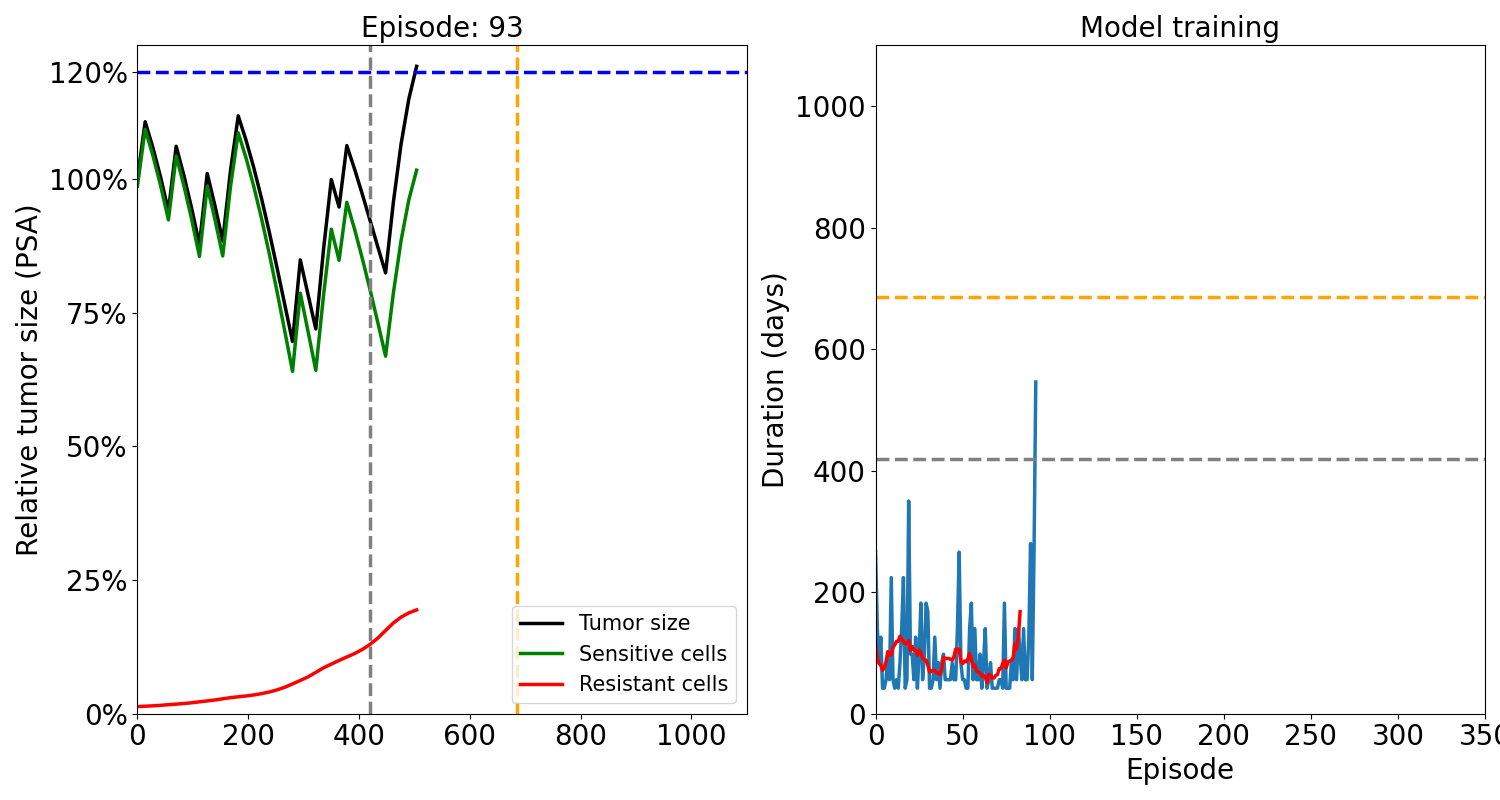 Episode: 93
Relative tumor size (PSA)
120%
100%
75%
50%
25%
0%
0 200 400 600 800 1000
Tumor size
Sensitive cells
Resistant cells
Model training
Duration (days)
1000
800
600
400
200
0
0 50 100 150 200 250 300 350
Episode